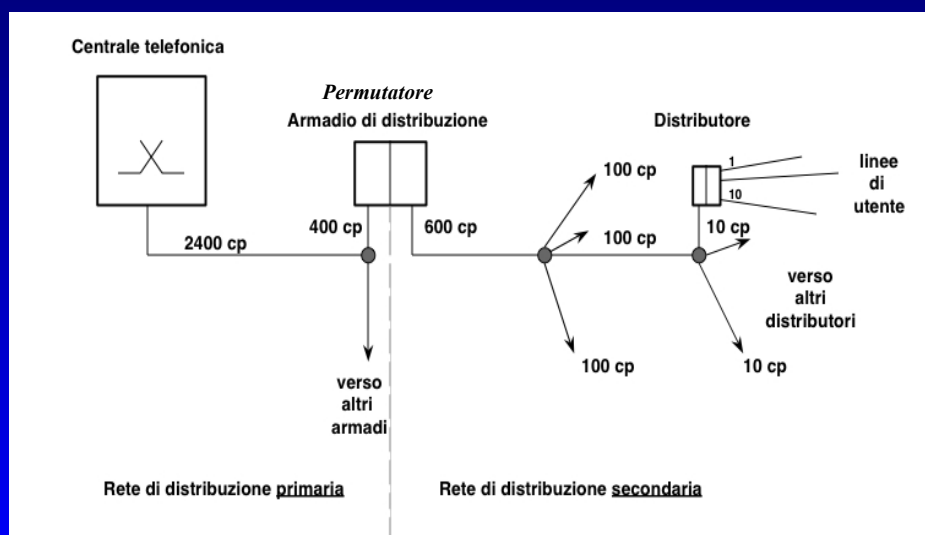 Centrale telefonica
Permutatore
Armadio di distribuzione
Distributore
100 cp
1
10
linee
di
utente
400 cp
600 cp
10 cp
2400 cp
100 cp
verso
altri
distributori
100 cp
10 cp
verso
altri
armadi
Rete di distribuzione primaria
Rete di distribuzione secondaria